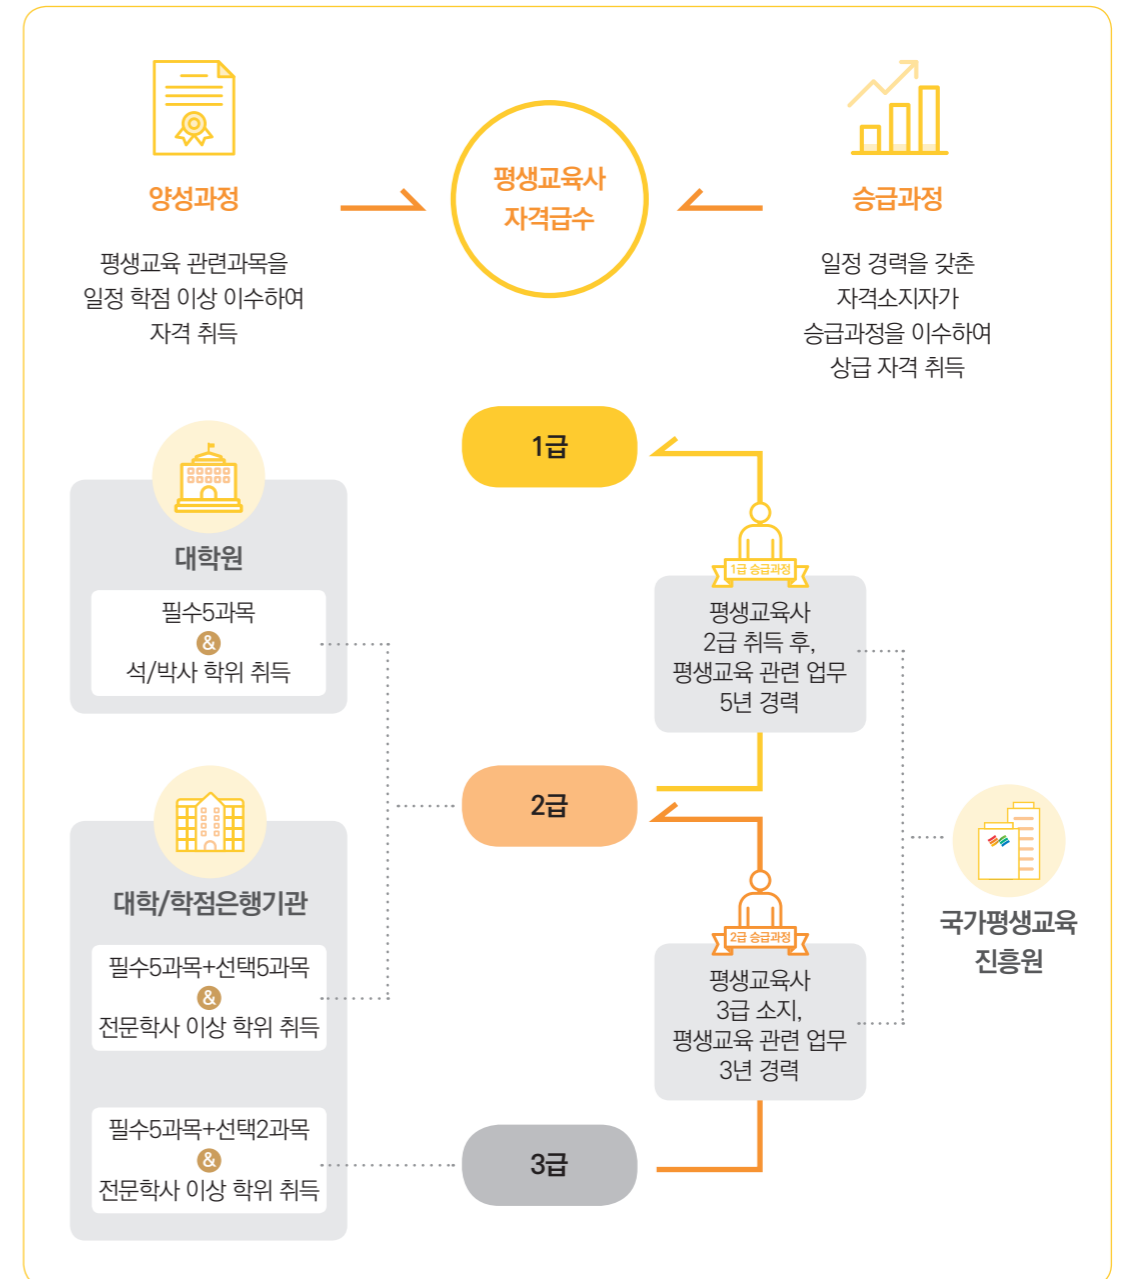 양성과정
평생교육 관련과목을
일정 학점 이상 이수하여
자격 취득
평생교육사
자격급수
승급과정
일정 경력을 갖춘
자격소지자가
승급과정을 이수하여
상급 자격 취득
대학원
필수5과목
&
석/박사 학위 취득
대학/학점은행기관
필수5과목+선택5과목
&
전문학사 이상 학위 취득
필수5과목+선택2과목
&
전문학사 이상 학위 취득
1급
2급
3급
1급 승급과정
평생교육사
2급 취득 후,
평생교육 관련 업무
5년 경력
2급 승급과정
평생교육사
3급 소지,
평생교육 관련 업무
3년 경력
국가평생교육
진흥원